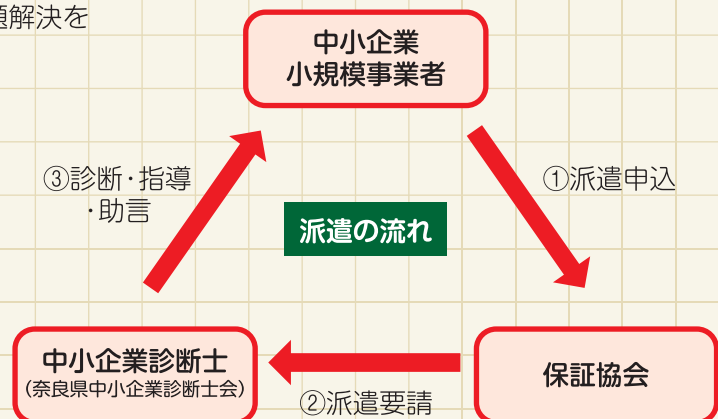 題解決を
中小企業
小規模事業者
③診断・指導
・助言
①派遣申込
派遣の流れ
中小企業診断士
(奈良県中小企業診断士会)
保証協会
②派遣要請